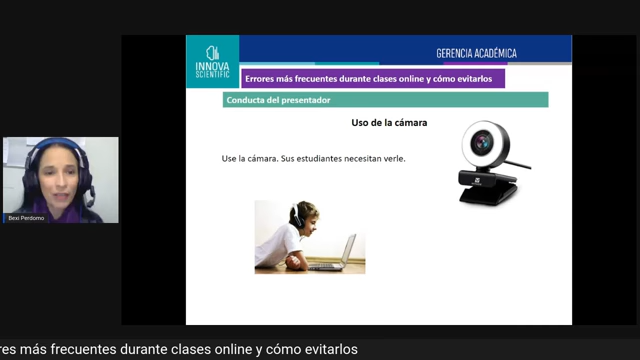 INNOVA
SCIENTIFIC
GERENCIA ACADÉMICA
Errores más frecuentes durante clases online y cómo evitarlos
Conducta del presentador
Uso de la cámara
Use la cámara. Sus estudiantes necesitan verle.
Bexi Perdomo
res más frecuentes durante clases online y cómo evitarlos